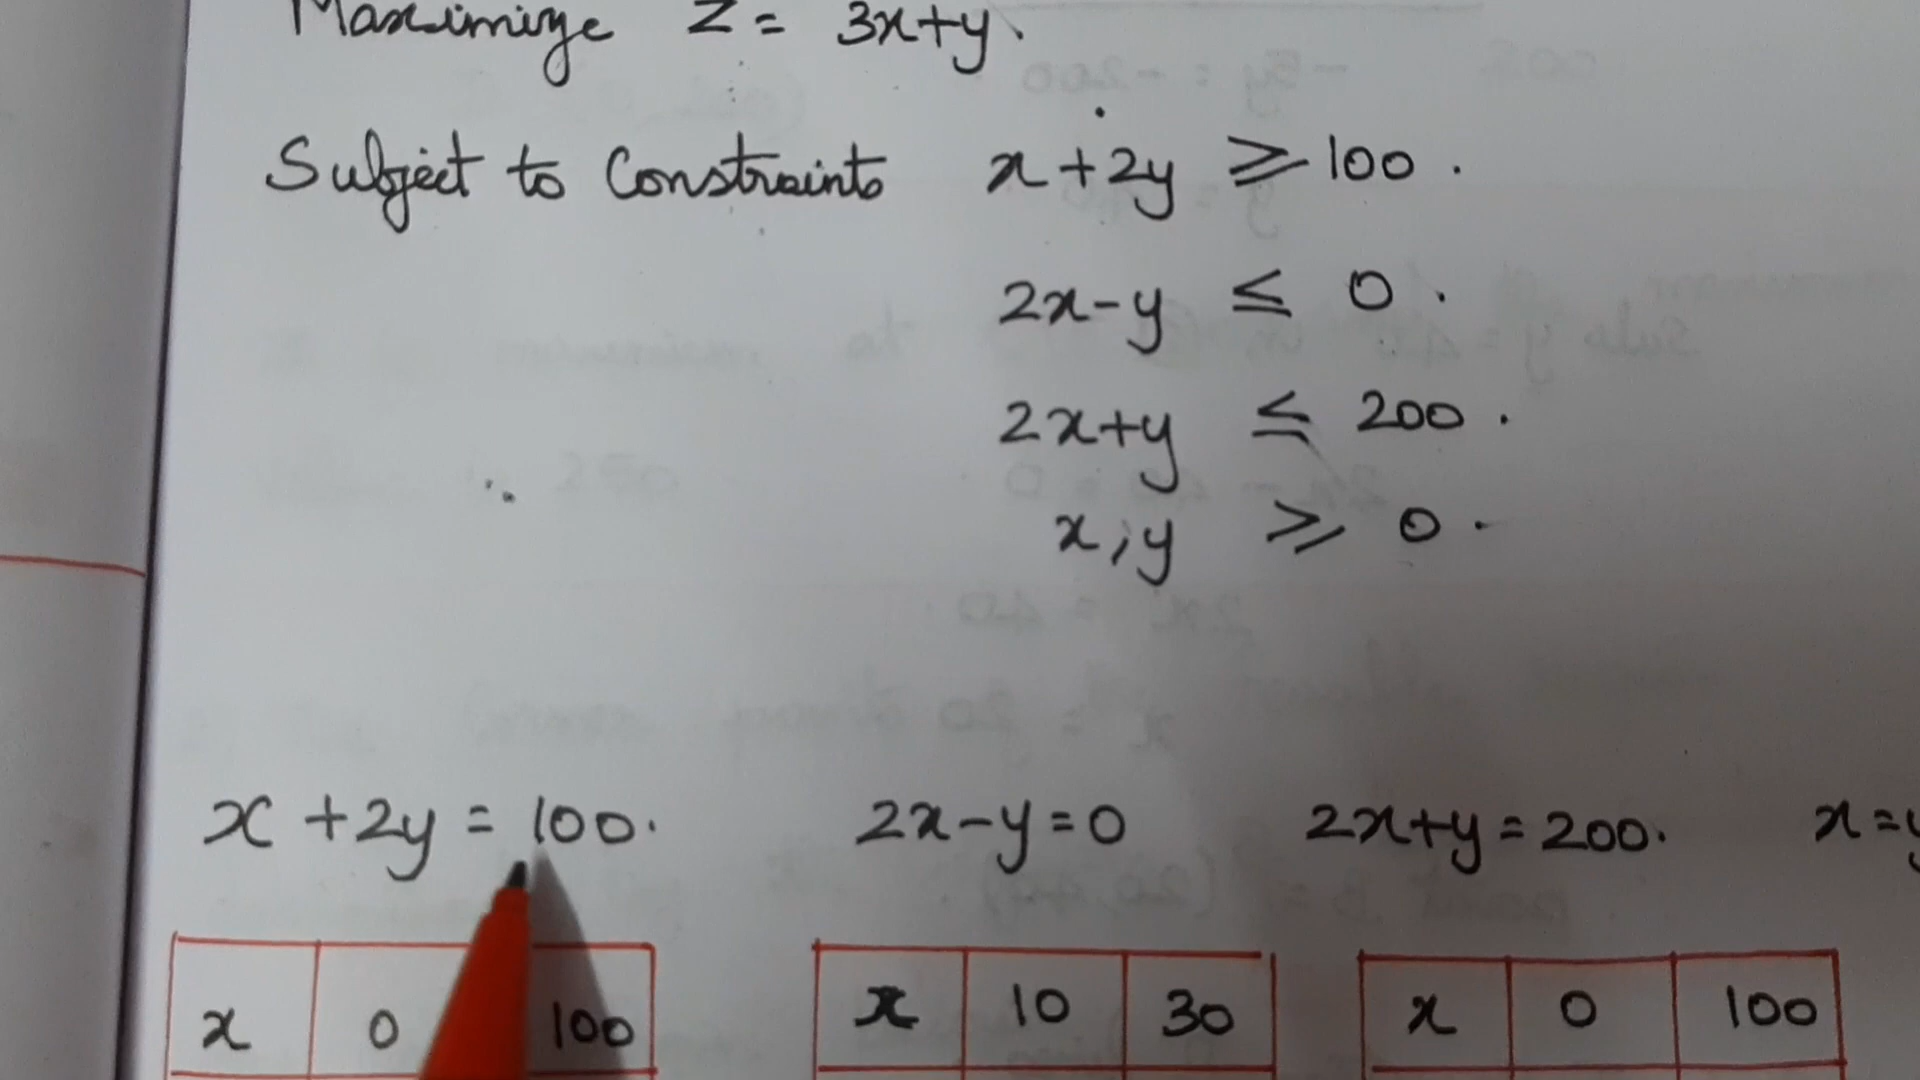 Maximize Z = 3x+y.
Subject to Constraints x+2y ≥ 100.
2x-y ≤ 0.
2x+y ≤ 200.
x,y ≥ 0.
x+2y=100. 2x-y=0 2x+y=200. x=y
x 0 100 x 10 30 x 0 100